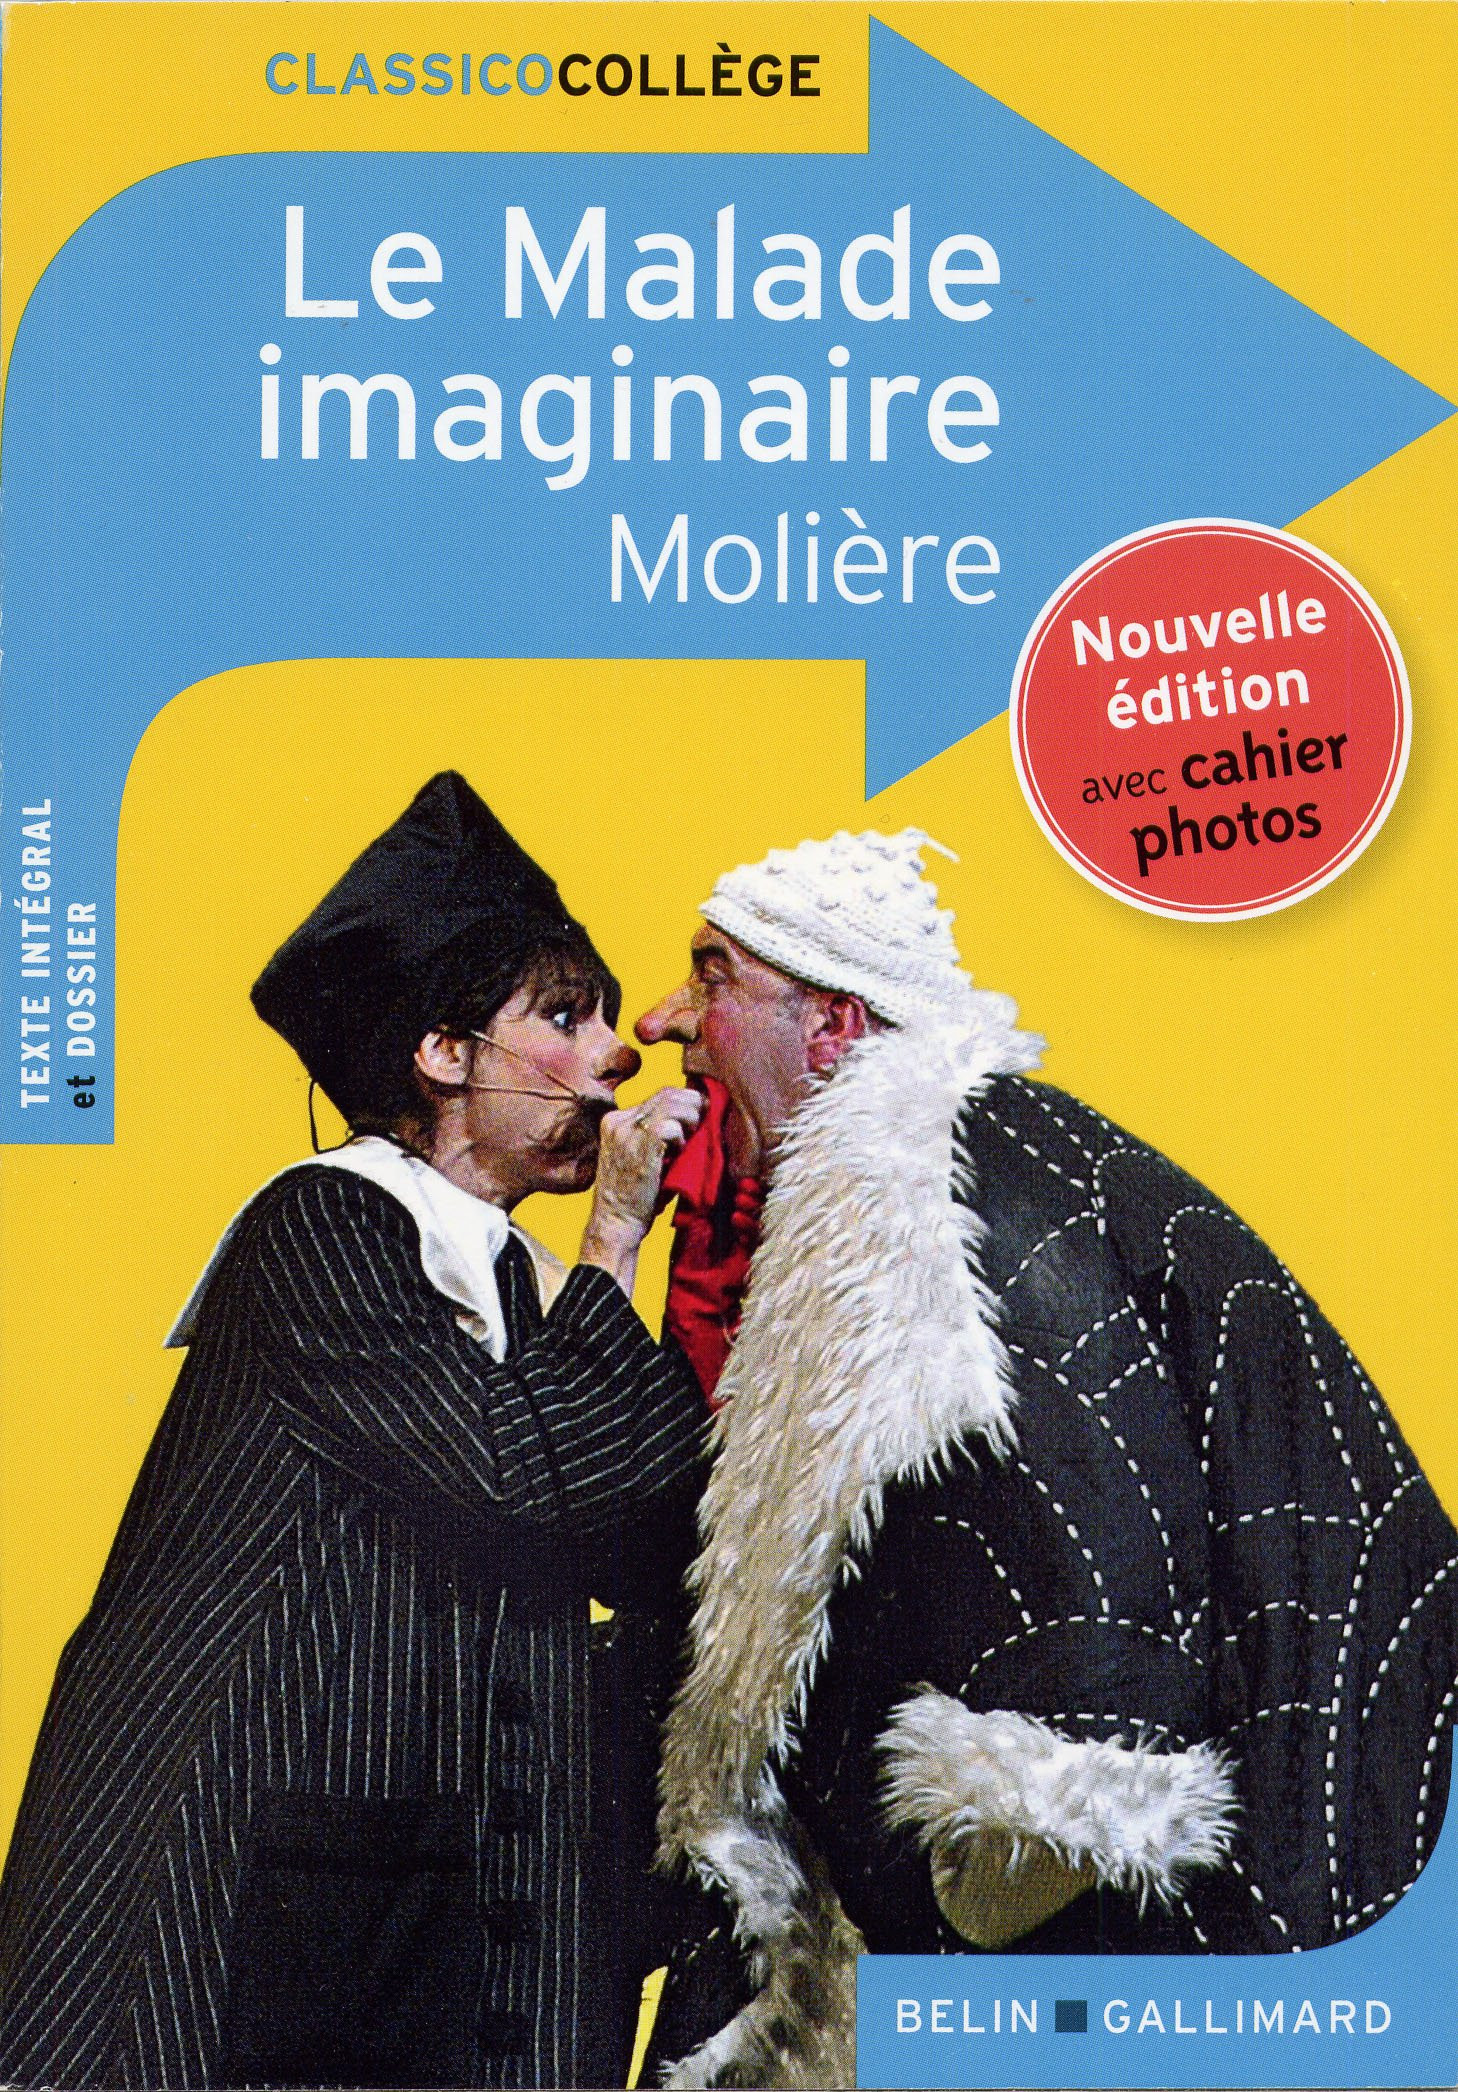 CLASSICOCOLLÈGE
Le Malade
imaginaire
Molière
Nouvelle
édition
avec cahier
photos
TEXTE INTÉGRAL
et DOSSIER
BELIN GALLIMARD